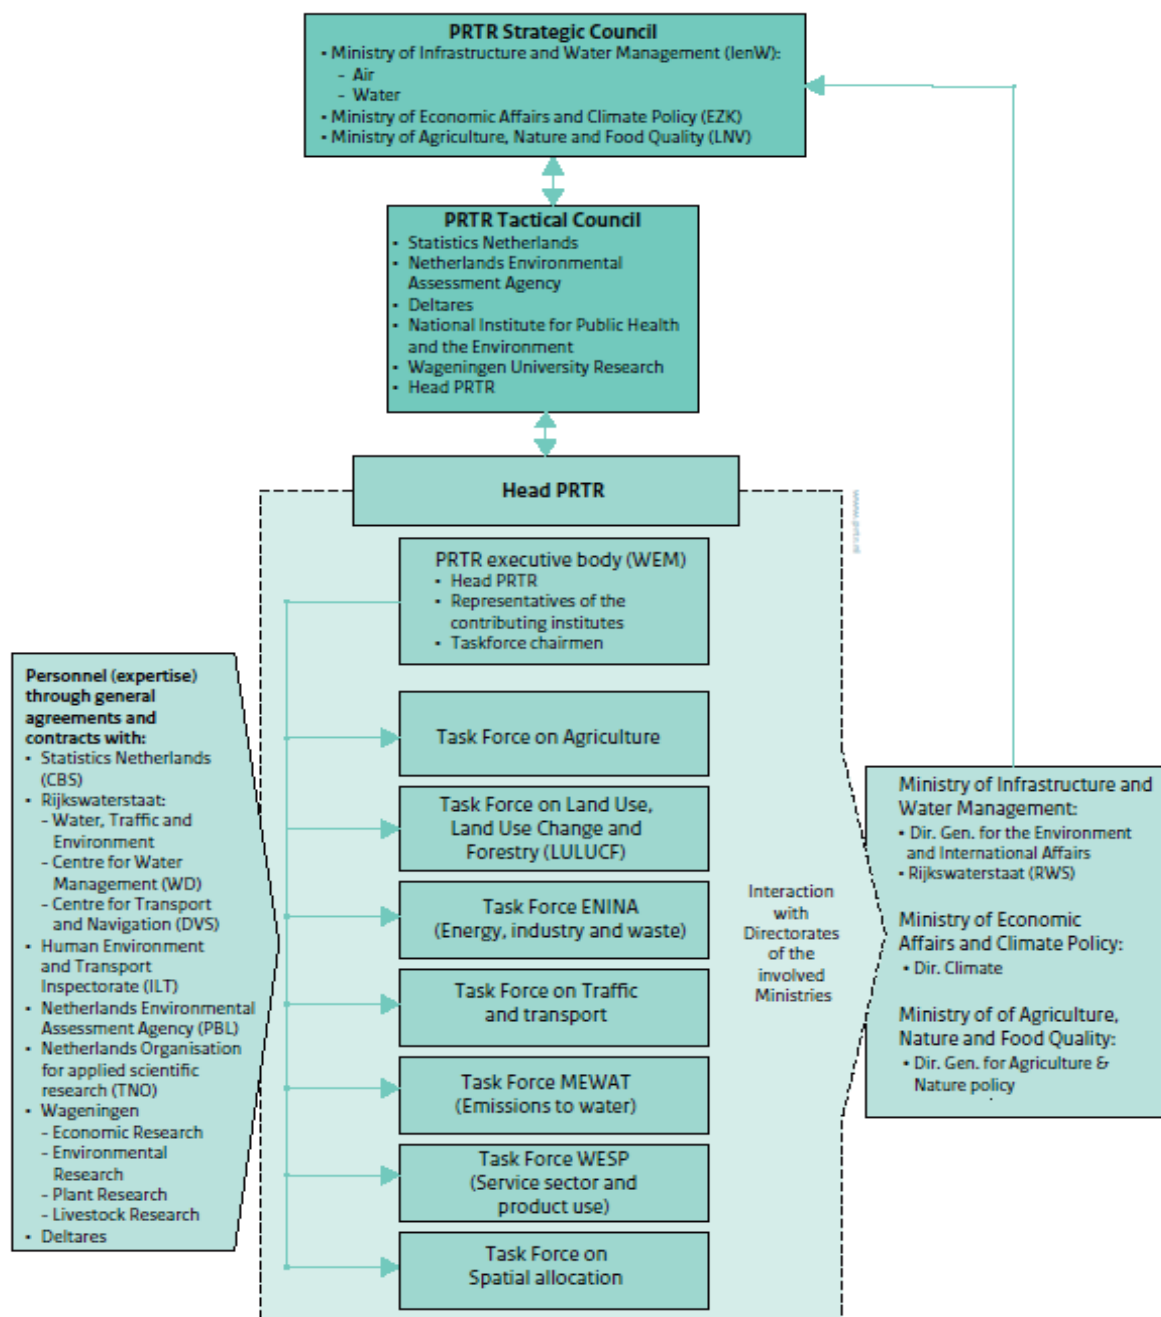 PRTR Strategic Council
• Ministry of Infrastructure and Water Management (IenW):
- Air
- Water
• Ministry of Economic Affairs and Climate Policy (EZK)
• Ministry of Agriculture, Nature and Food Quality (LNV)
PRTR Tactical Council
• Statistics Netherlands
• Netherlands Environmental
Assessment Agency
• Deltares
• National Institute for Public Health
and the Environment
• Wageningen University Research
• Head PRTR
Head PRTR
www.prtr.nl
PRTR executive body (WEM)
• Head PRTR
• Representatives of the
contributing institutes
• Taskforce chairmen
Personnel (expertise)
through general
agreements and
contracts with:
• Statistics Netherlands
(CBS)
• Rijkswaterstaat:
- Water, Traffic and
Environment
- Centre for Water
Management (WD)
- Centre for Transport
and Navigation (DVS)
• Human Environment
and Transport
Inspectorate (ILT)
• Netherlands Environmental
Assessment Agency (PBL)
• Netherlands Organisation
for applied scientific
research (TNO)
• Wageningen
- Economic Research
- Environmental
Research
- Plant Research
- Livestock Research
• Deltares
Task Force on Agriculture
Task Force on Land Use,
Land Use Change and
Forestry (LULUCF)
Task Force ENINA
(Energy, industry and waste)
Task Force on Traffic
and transport
Task Force MEWAT
(Emissions to water)
Task Force WESP
(Service sector and
product use)
Task Force on
Spatial allocation
Interaction
with
Directorates
of the
involved
Ministries
Ministry of Infrastructure and
Water Management:
• Dir. Gen. for the Environment
and International Affairs
• Rijkswaterstaat (RWS)
Ministry of Economic
Affairs and Climate Policy:
• Dir. Climate
Ministry of of Agriculture,
Nature and Food Quality:
• Dir. Gen. for Agriculture &
Nature policy